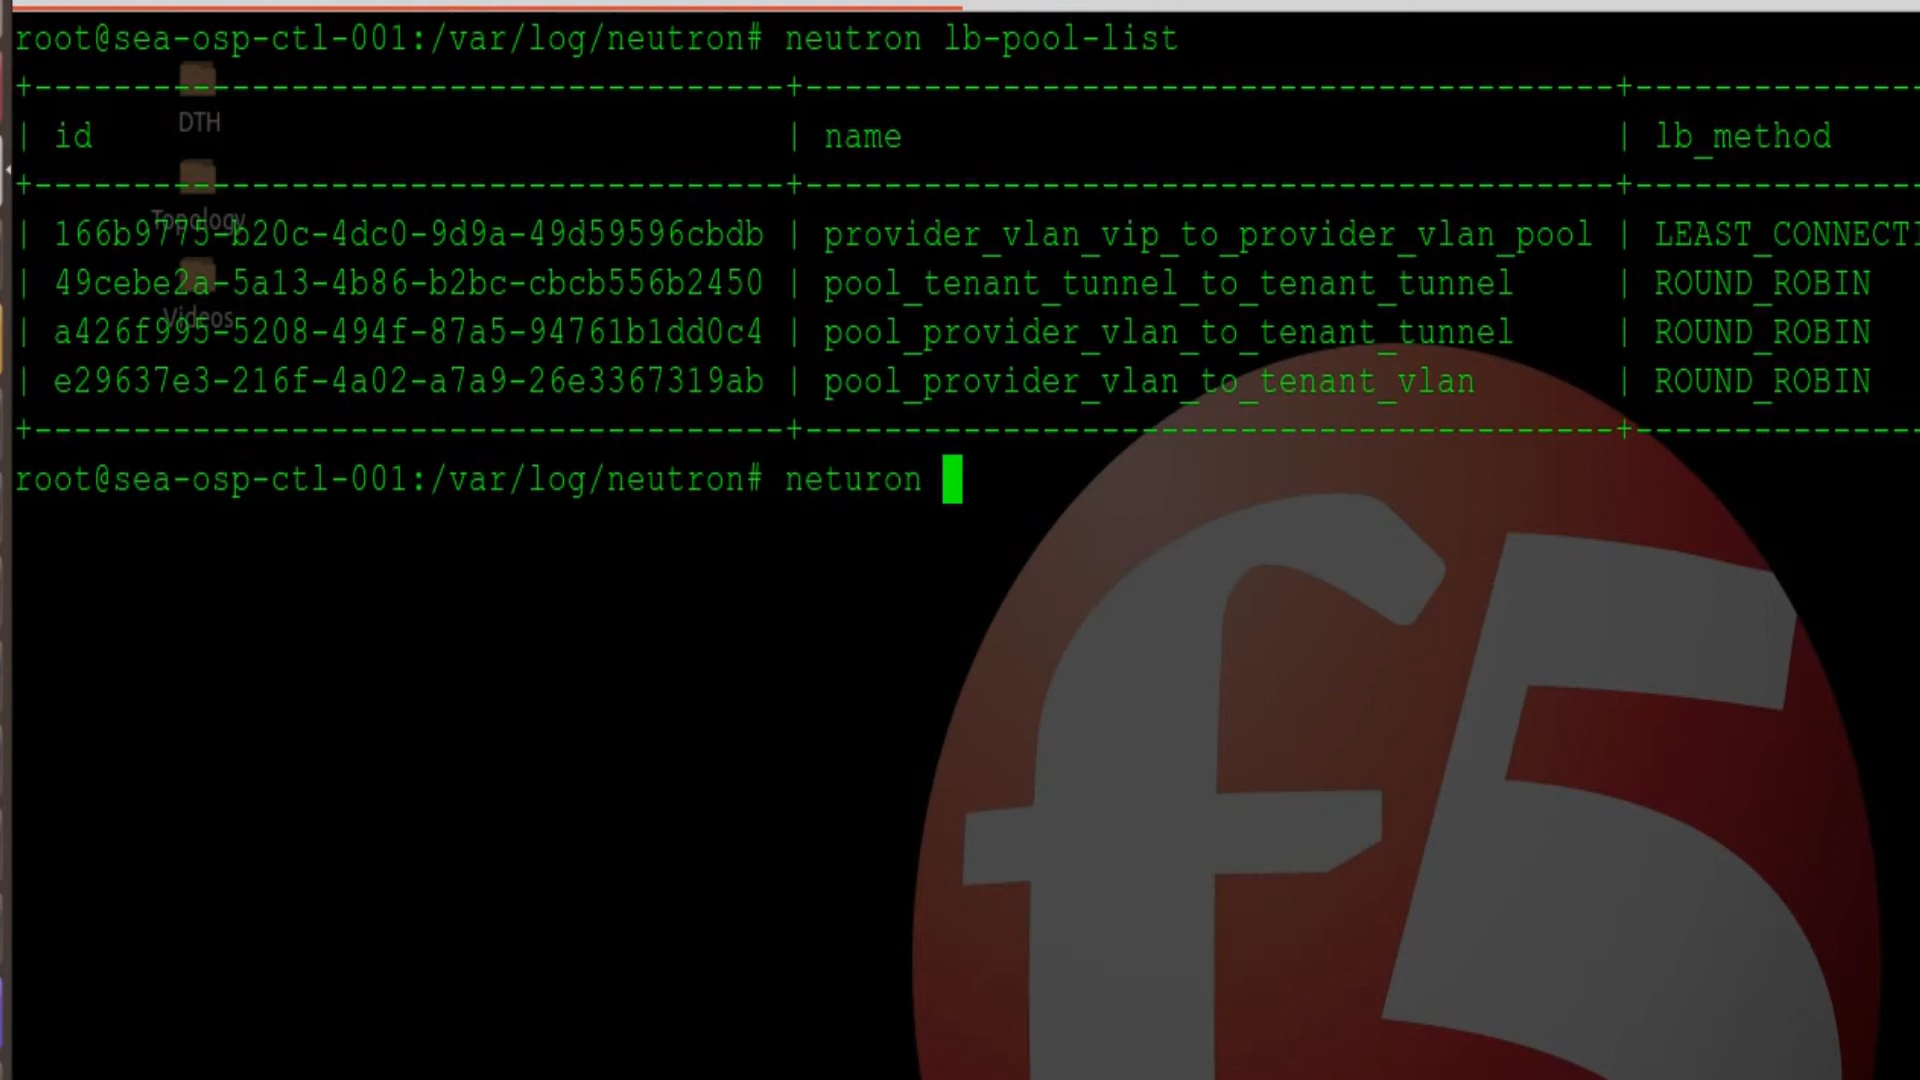 root@sea-osp-ctl-001:/var/log/neutron# neutron lb-pool-list
+--------------------------------------+-----------------------------------------+---------------
| id | name | lb_method
+--------------------------------------+-----------------------------------------+---------------
| 166b9775-b20c-4dc0-9d9a-49d59596cbdb | provider_vlan_vip_to_provider_vlan_pool | LEAST_CONNECTI
| 49cebe2a-5a13-4b86-b2bc-cbcb556b2450 | pool_tenant_tunnel_to_tenant_tunnel | ROUND_ROBIN
| a426f995-5208-494f-87a5-94761b1dd0c4 | pool_provider_vlan_to_tenant_tunnel | ROUND_ROBIN
| e29637e3-216f-4a02-a7a9-26e3367319ab | pool_provider_vlan_to_tenant_vlan | ROUND_ROBIN
+--------------------------------------+-----------------------------------------+---------------
root@sea-osp-ctl-001:/var/log/neutron# neturon
DTH
Topology
Videos
f5